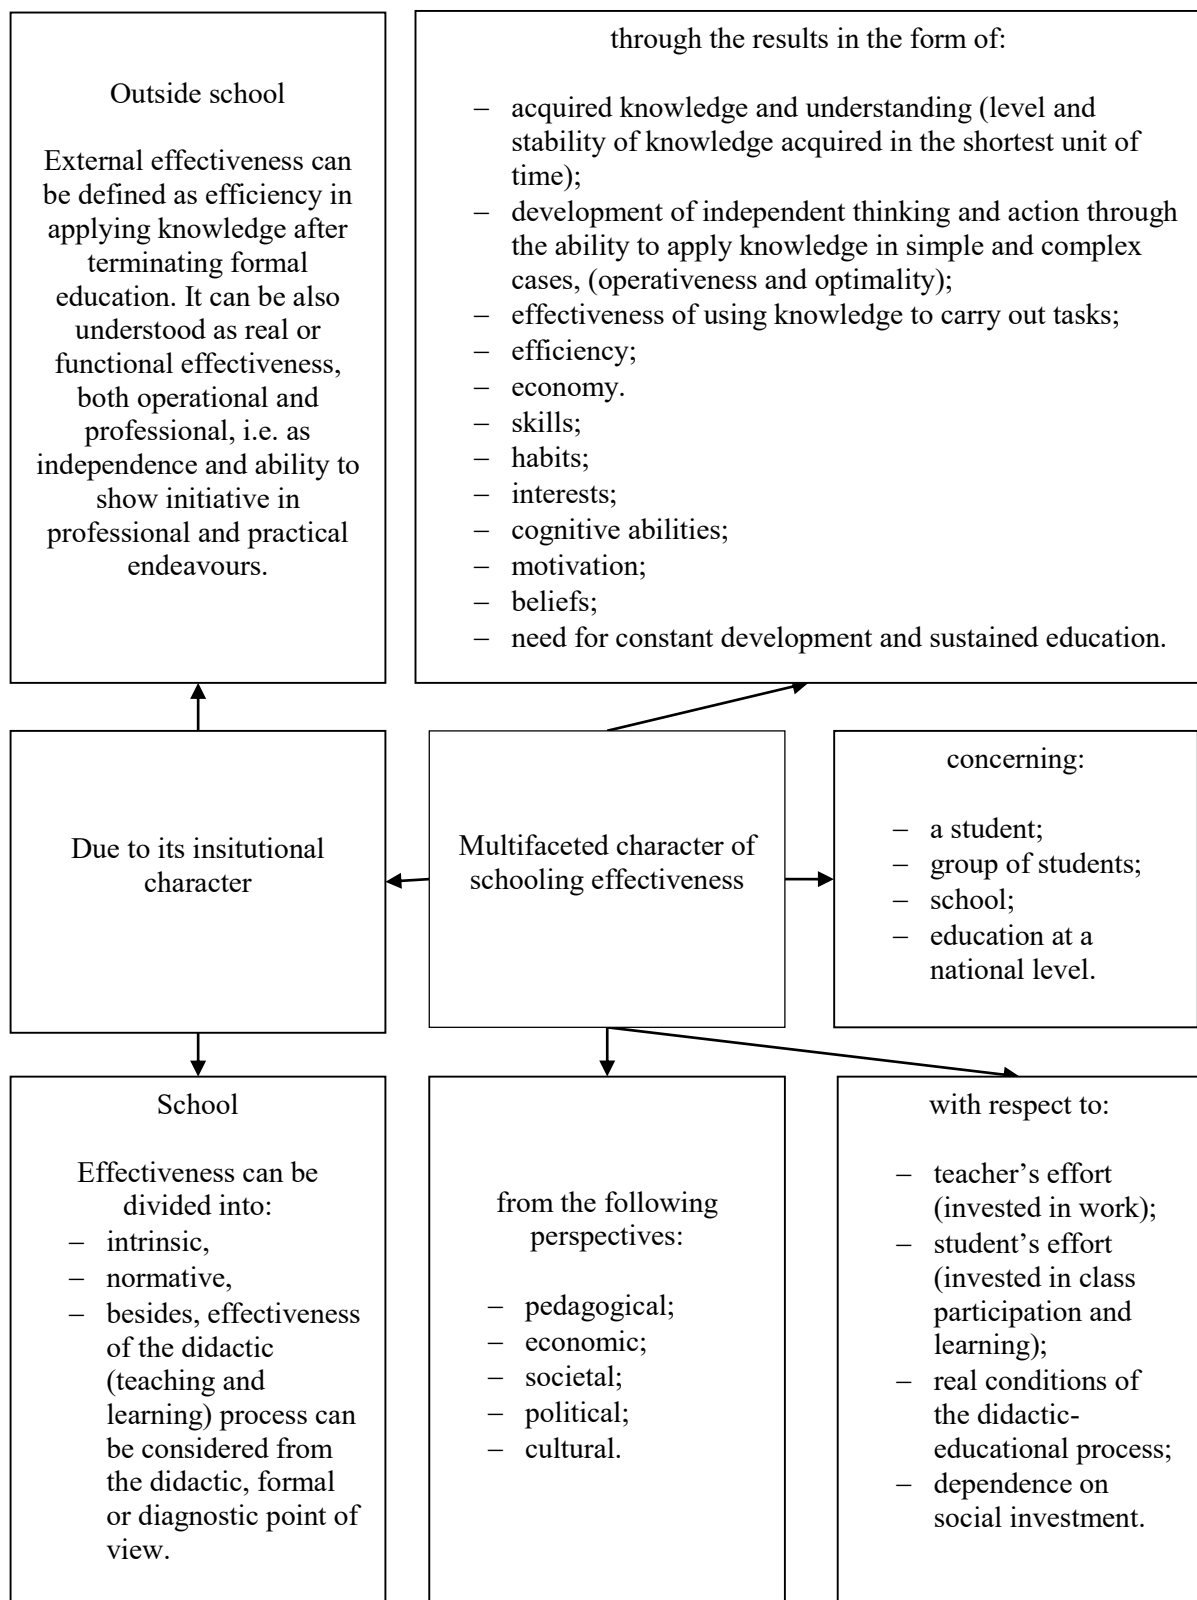 Outside school
External effectiveness can
be defined as efficiency in
applying knowledge after
terminating formal
education. It can be also
understood as real or
functional effectiveness,
both operational and
professional, i.e. as
independence and ability to
show initiative in
professional and practical
endeavours.
through the results in the form of:
– acquired knowledge and understanding (level and
stability of knowledge acquired in the shortest unit of
time);
– development of independent thinking and action through
the ability to apply knowledge in simple and complex
cases, (operativeness and optimality);
– effectiveness of using knowledge to carry out tasks;
– efficiency;
– economy.
– skills;
– habits;
– interests;
– cognitive abilities;
– motivation;
– beliefs;
– need for constant development and sustained education.
Due to its insitutional
character
Multifaceted character of
schooling effectiveness
concerning:
– a student;
– group of students;
– school;
– education at a
national level.
School
Effectiveness can be
divided into:
– intrinsic,
– normative,
– besides, effectiveness
of the didactic
(teaching and
learning) process can
be considered from
the didactic, formal
or diagnostic point of
view.
from the following
perspectives:
– pedagogical;
– economic;
– societal;
– political;
– cultural.
with respect to:
– teacher’s effort
(invested in work);
– student’s effort
(invested in class
participation and
learning);
– real conditions of
the didactic-
educational process;
– dependence on
social investment.